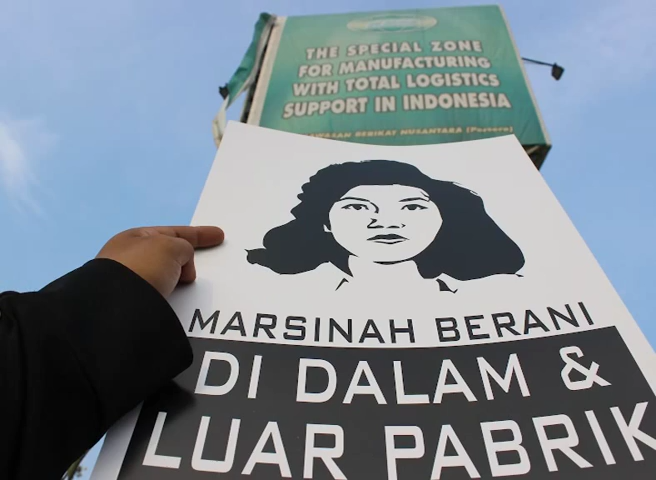 THE SPECIAL ZONE
FOR MANUFACTURING
WITH TOTAL LOGISTICS
SUPPORT IN INDONESIA
BERIKAT NUSANTARA (Persero)
MARSINAH BERANI
DI DALAM &
LUAR PABRIK